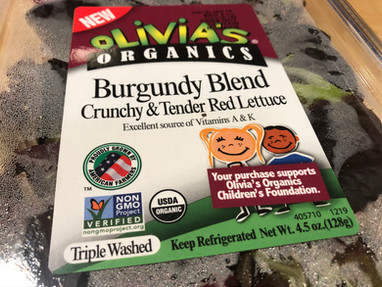 NEW
OLiViA'S®
ORGANICS
Burgundy Blend
Crunchy & Tender Red Lettuce
Excellent source of Vitamins A & K
PROUDLY GROWN BY
AMERICAN FARMERS
TM
NON
GMO
Project
VERIFIED
nongmoproject.org
USDA
ORGANIC
Your purchase supports
Olivia's Organics
Children's Foundation.
Triple Washed
405710 1219
Keep Refrigerated Net Wt. 4.5 oz.(128g)